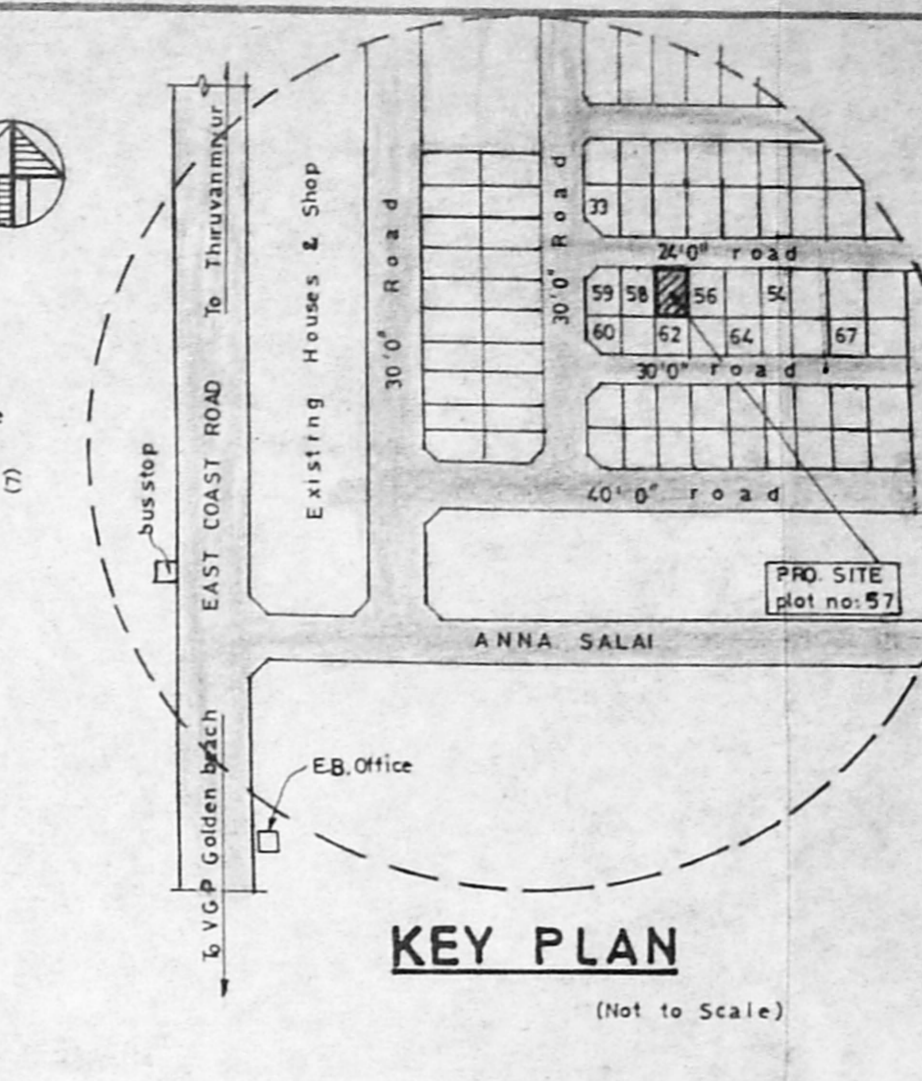 To Thiruvanmiyur
EAST COAST ROAD
To VGP Golden beach
bus stop
(7)
Existing Houses & Shop
30'0" Road
30'0" Road
33
24'0" road
59 58 56 54
60 62 64 67
30'0" road
40'0" road
PRO. SITE
plot no: 57
ANNA SALAI
E.B. Office
KEY PLAN
(Not to Scale)